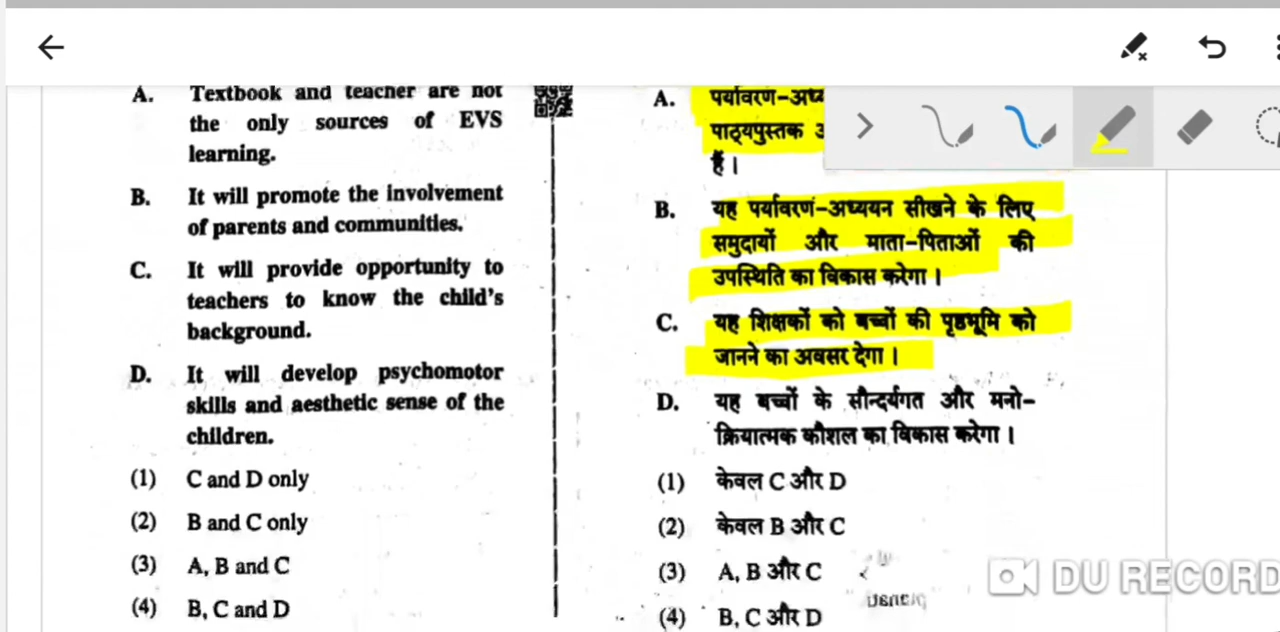 A. Textbook and teacher are not
the only sources of EVS
learning.
B. It will promote the involvement
of parents and communities.
C. It will provide opportunity to
teachers to know the child's
background.
D. It will develop psychomotor
skills and aesthetic sense of the
children.
(1) C and D only
(2) B and C only
(3) A, B and C
(4) B, C and D
A. पर्यावरण-अध्य
पाठ्यपुस्तक
हैं।
B. यह पर्यावरण-अध्ययन सीखने के लिए
समुदायों और माता-पिताओं की
उपस्थिति का विकास करेगा।
C. यह शिक्षकों को बच्चों की पृष्ठभूमि को
जानने का अवसर देगा।
D. यह बच्चों के सौन्दर्यगत और मनो-
क्रियात्मक कौशल का विकास करेगा।
(1) केवल C और D
(2) केवल B और C
(3) A, B और C
(4) B, C और D
DU RECORD